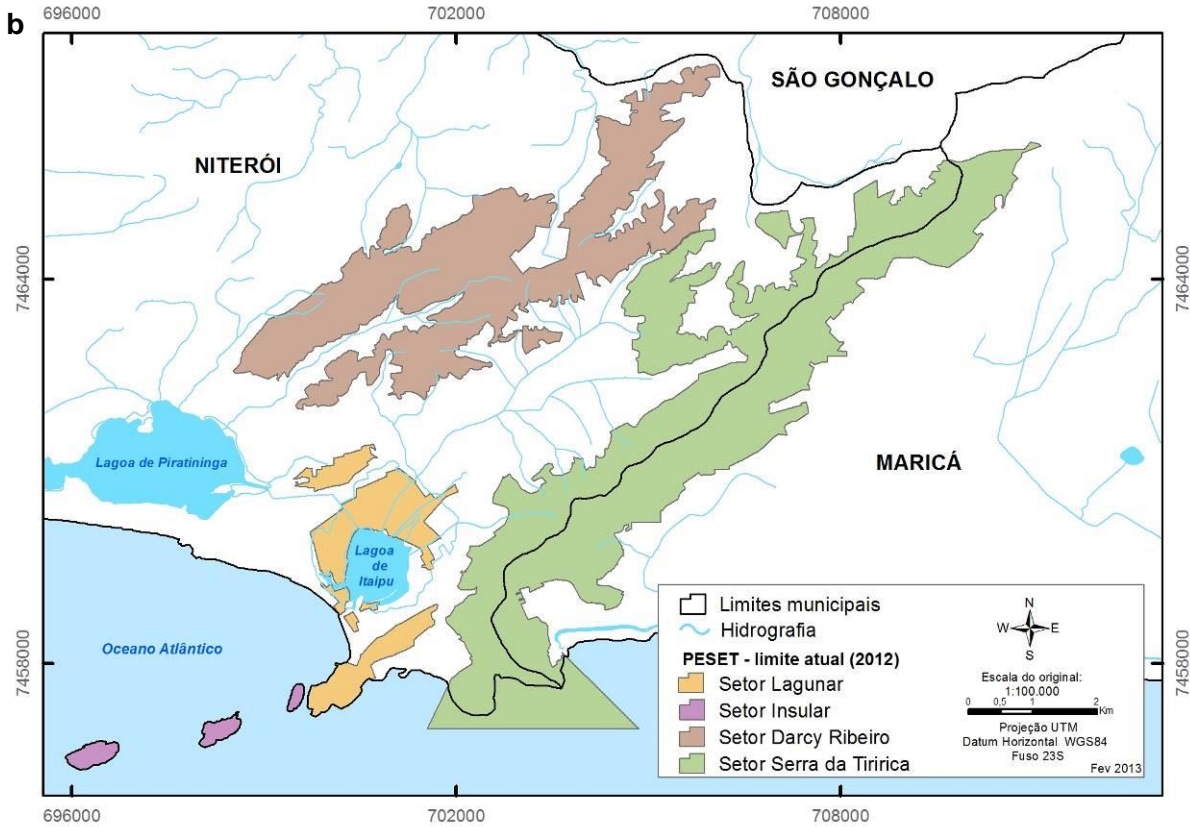 b
696000
702000
708000
SÃO GONÇALO
NITERÓI
7464000
7464000
Lagoa de Piratininga
MARICÁ
Lagoa
de
Itaipu
Oceano Atlântico
7458000
7458000
Limites municipais
Hidrografia
PESET - limite atual (2012)
Setor Lagunar
Setor Insular
Setor Darcy Ribeiro
Setor Serra da Tiririca
N
W E
S
Escala do original:
1:100.000
0 0,5 1 2
Km
Projeção UTM
Datum Horizontal WGS84
Fuso 23S
Fev 2013
696000
702000
708000